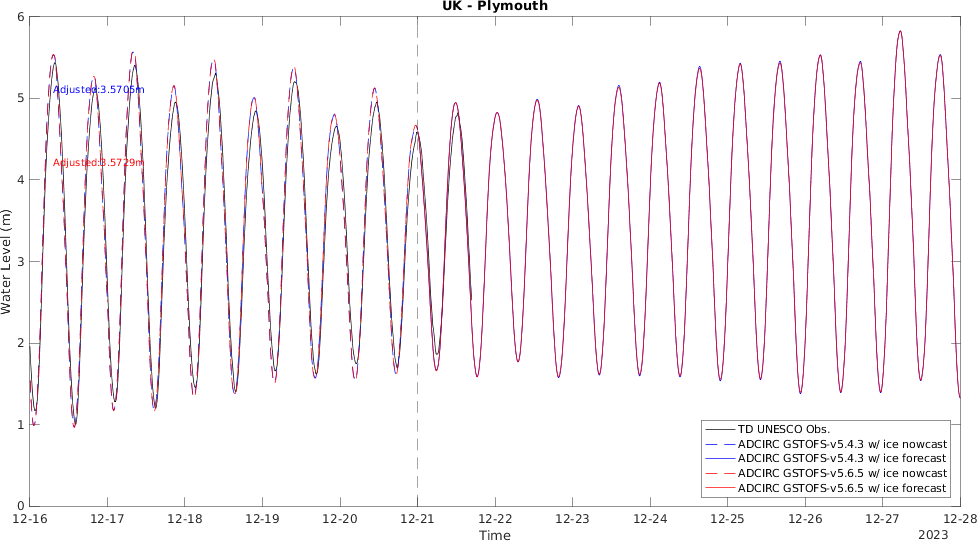 UK - Plymouth
6
5
4
3
2
1
0
Water Level (m)
Adjusted:3.5705m
Adjusted:3.5729m
TD UNESCO Obs.
ADCIRC GSTOFS-v5.4.3 w/ ice nowcast
ADCIRC GSTOFS-v5.4.3 w/ ice forecast
ADCIRC GSTOFS-v5.6.5 w/ ice nowcast
ADCIRC GSTOFS-v5.6.5 w/ ice forecast
12-16 12-17 12-18 12-19 12-20 12-21 12-22 12-23 12-24 12-25 12-26 12-27 12-28
Time
2023